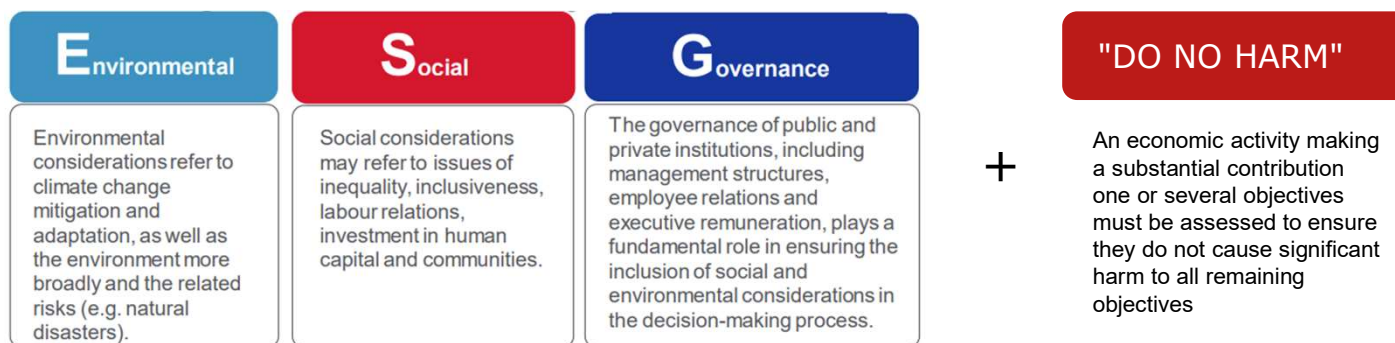 Environmental
Environmental
considerations refer to
climate change
mitigation and
adaptation, as well as
the environment more
broadly and the related
risks (e.g. natural
disasters).
Social
Social considerations
may refer to issues of
inequality, inclusiveness,
labour relations,
investment in human
capital and communities.
Governance
The governance of public and
private institutions, including
management structures,
employee relations and
executive remuneration, plays a
fundamental role in ensuring the
inclusion of social and
environmental considerations in
the decision-making process.
+
"DO NO HARM"
An economic activity making
a substantial contribution
one or several objectives
must be assessed to ensure
they do not cause significant
harm to all remaining
objectives